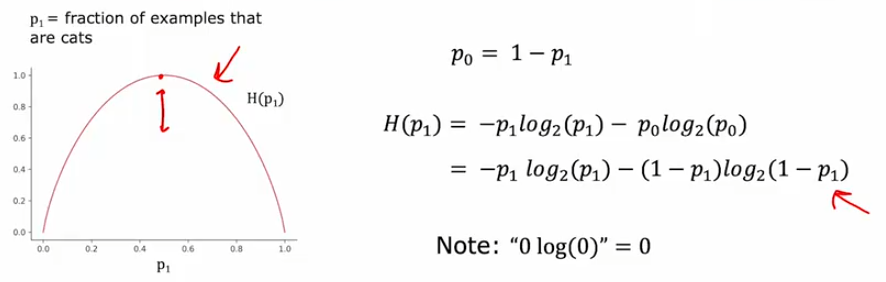 p₁ = fraction of examples that
are cats
1.0
0.8
0.6
0.4
0.2
0.0
H(p₁)
0.0 0.2 0.4 0.6 0.8 1.0
p₁
p₀ = 1 − p₁
H(p₁) = −p₁log₂(p₁) − p₀log₂(p₀)
= −p₁ log₂(p₁) − (1 − p₁)log₂(1 − p₁)
Note: “0 log(0)” = 0